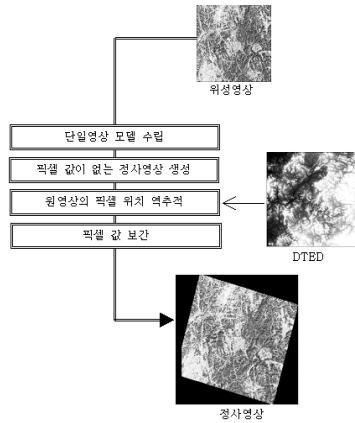 위성영상
단일영상 모델 수립
픽셀 값이 없는 정사영상 생성
원영상의 픽셀 위치 역추적
픽셀 값 보간
DTED
정사영상